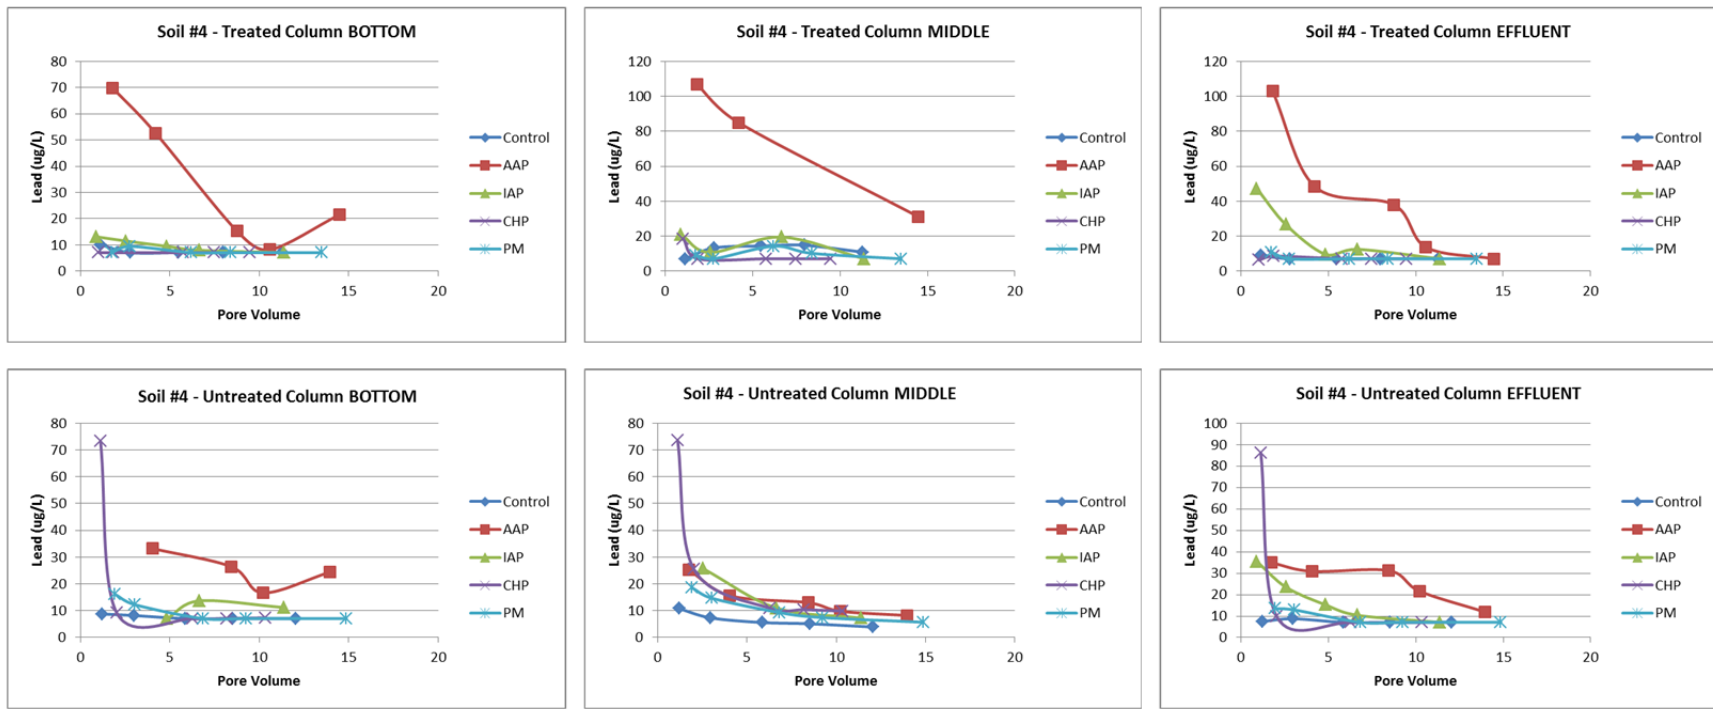 Soil #4 - Treated Column BOTTOM
Lead (ug/L)
80
70
60
50
40
30
20
10
0
0 5 10 15 20
Pore Volume
Control
AAP
IAP
CHP
PM
Soil #4 - Treated Column MIDDLE
Lead (ug/L)
120
100
80
60
40
20
0
0 5 10 15 20
Pore Volume
Control
AAP
IAP
CHP
PM
Soil #4 - Treated Column EFFLUENT
Lead (ug/L)
120
100
80
60
40
20
0
0 5 10 15 20
Pore Volume
Control
AAP
IAP
CHP
PM
Soil #4 - Untreated Column BOTTOM
Lead (ug/L)
80
70
60
50
40
30
20
10
0
0 5 10 15 20
Pore Volume
Control
AAP
IAP
CHP
PM
Soil #4 - Untreated Column MIDDLE
Lead (ug/L)
80
70
60
50
40
30
20
10
0
0 5 10 15 20
Pore Volume
Control
AAP
IAP
CHP
PM
Soil #4 - Untreated Column EFFLUENT
Lead (ug/L)
100
90
80
70
60
50
40
30
20
10
0
0 5 10 15 20
Pore Volume
Control
AAP
IAP
CHP
PM